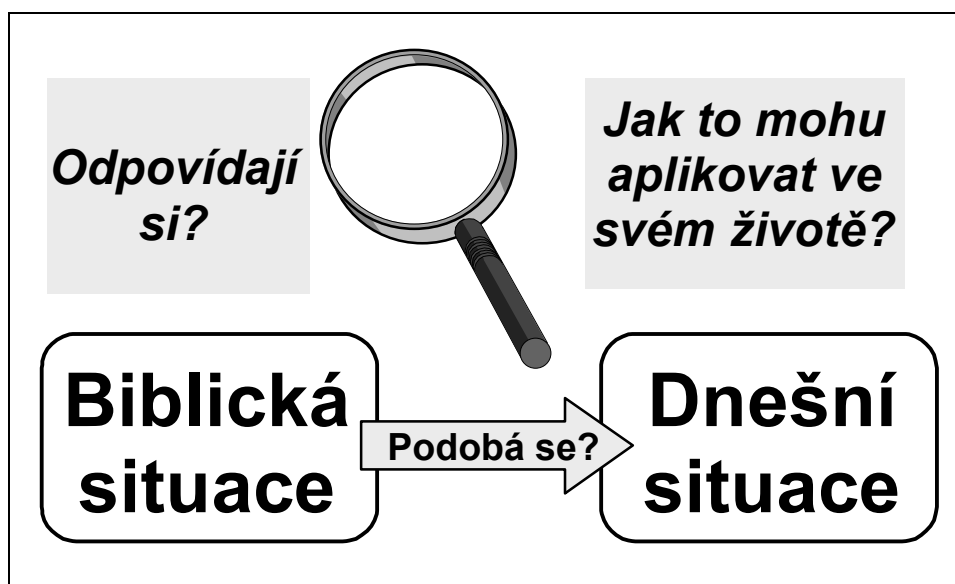 Odpovídají
si?
Jak to mohu
aplikovat ve
svém životě?
Biblická
situace
Podobá se?
Dnešní
situace